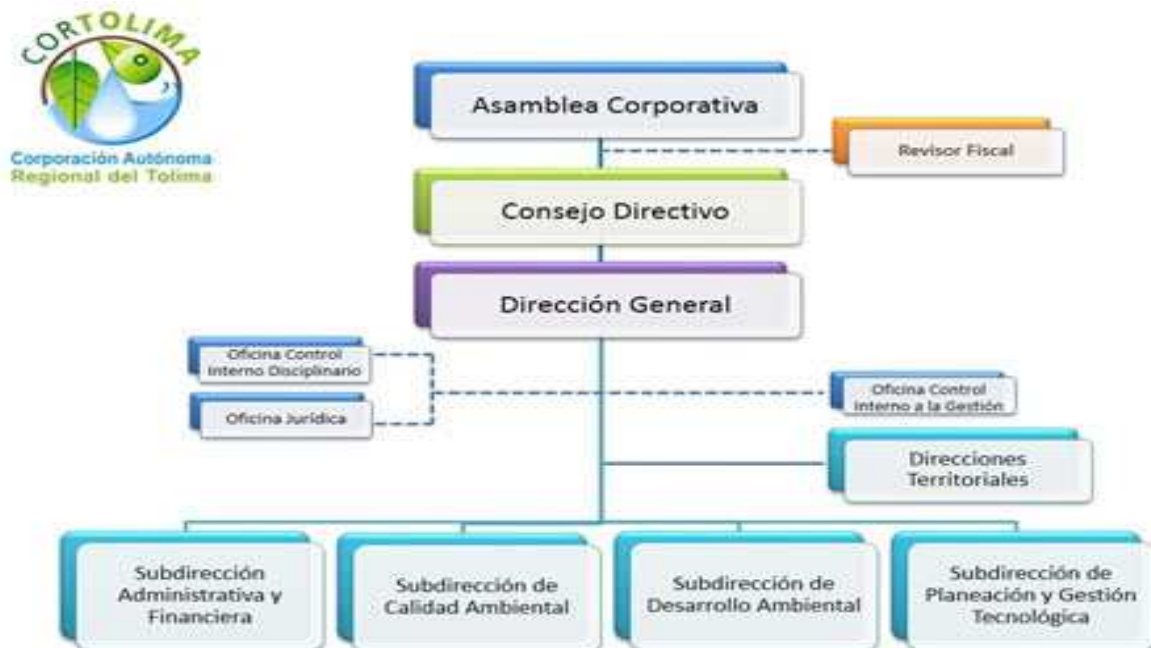 CORTOLIMA
Corporación Autónoma
Regional del Tolima
Asamblea Corporativa
Revisor Fiscal
Consejo Directivo
Dirección General
Oficina Control
Interno Disciplinario
Oficina Jurídica
Oficina Control
Interno a la Gestión
Direcciones
Territoriales
Subdirección
Administrativa y
Financiera
Subdirección de
Calidad Ambiental
Subdirección de
Desarrollo Ambiental
Subdirección de
Planeación y Gestión
Tecnológica